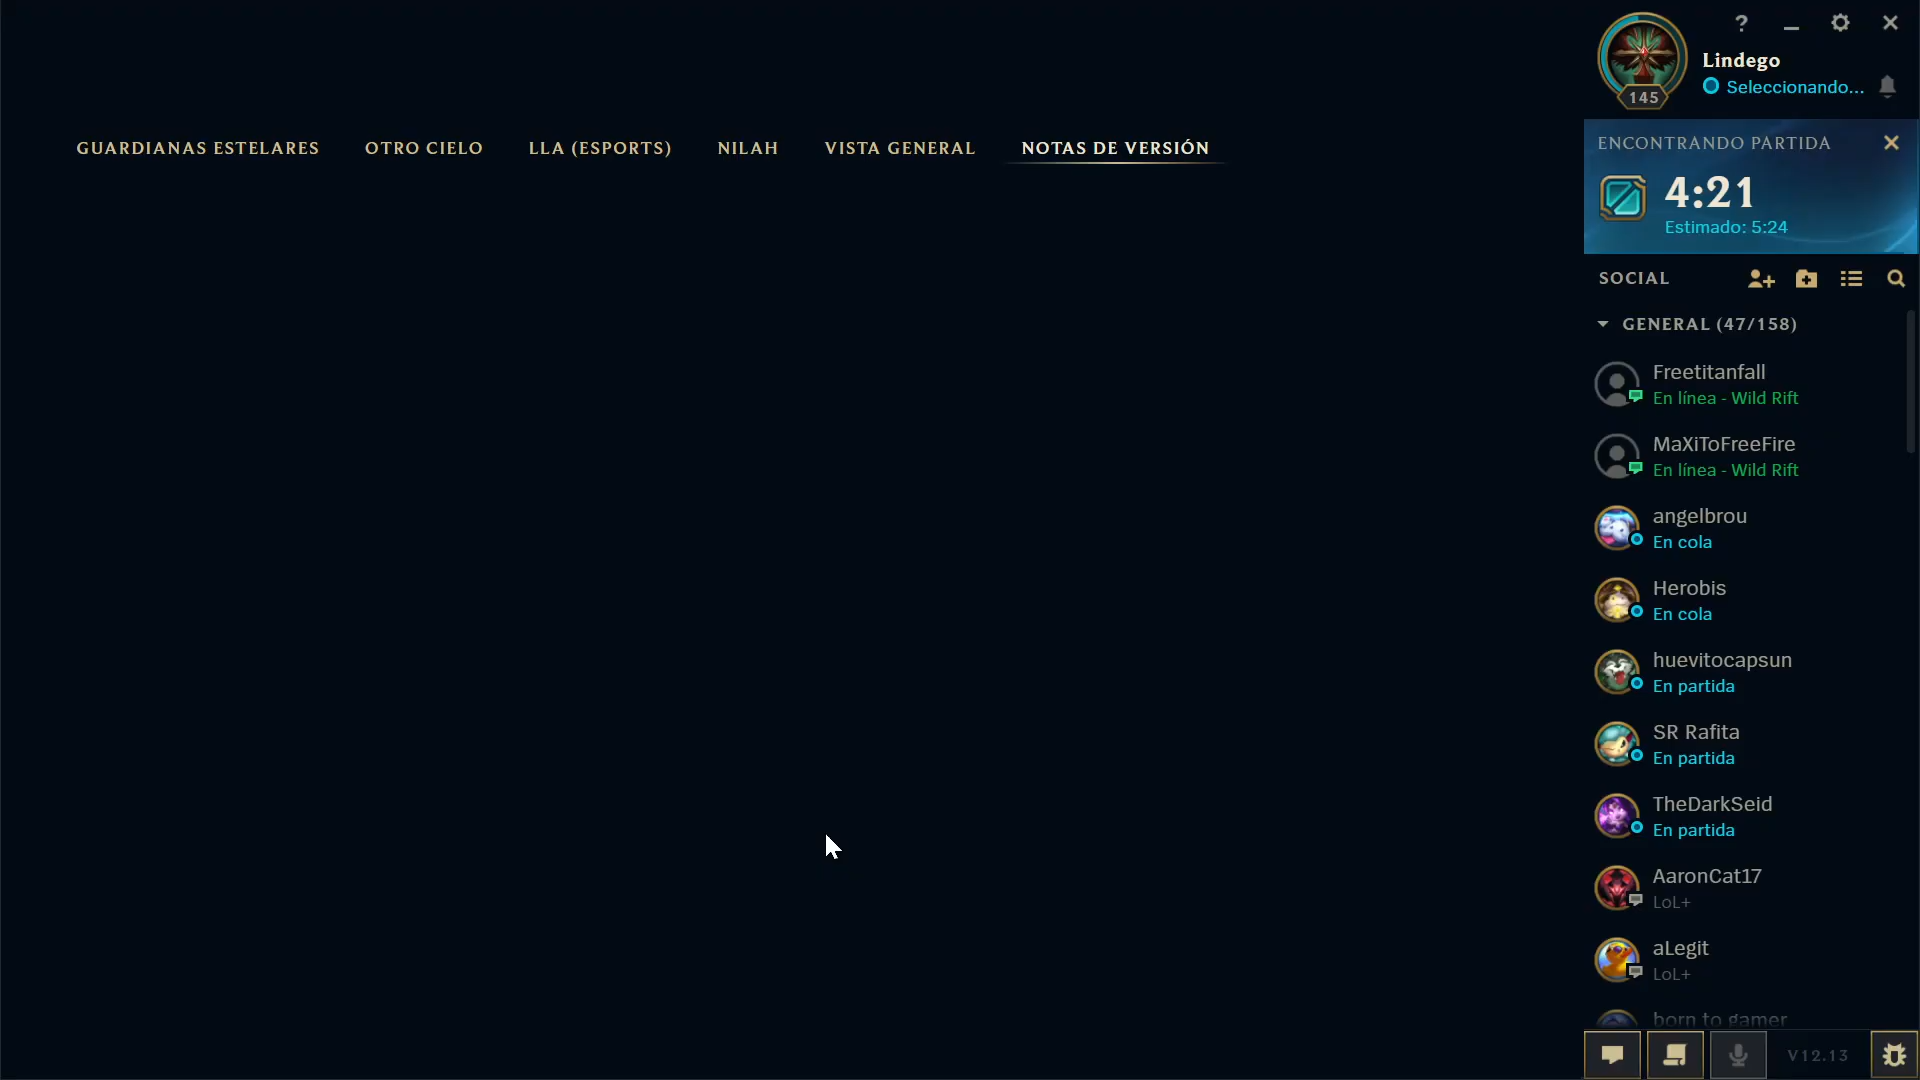 ?
Lindego
145
Seleccionando...
GUARDIANAS ESTELARES OTRO CIELO LLA (ESPORTS) NILAH VISTA GENERAL NOTAS DE VERSIÓN
ENCONTRANDO PARTIDA
4:21
Estimado: 5:24
SOCIAL
GENERAL (47/158)
Freetitanfall
En línea - Wild Rift
MaXiToFreeFire
En línea - Wild Rift
angelbrou
En cola
Herobis
En cola
huevitocapsun
En partida
SR Rafita
En partida
TheDarkSeid
En partida
AaronCat17
LoL+
aLegit
LoL+
born to gamer
V12.13